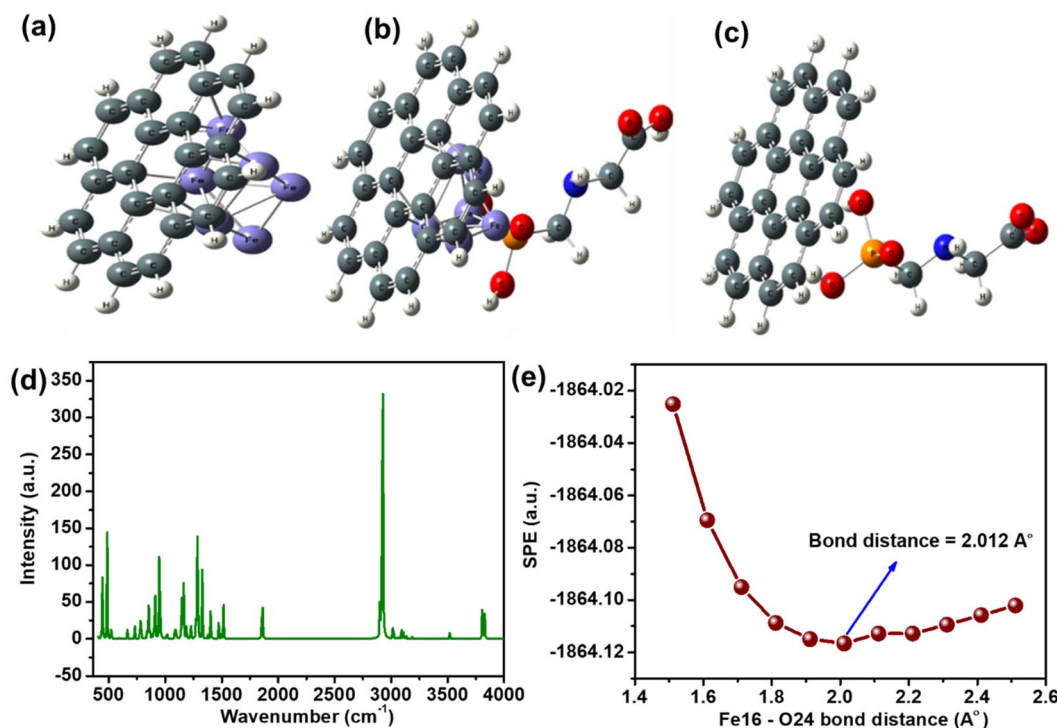 (a)
(b)
(c)
(d)
350
300
250
200
150
100
50
0
-50
Intensity (a.u.)
500 1000 1500 2000 2500 3000 3500 4000
Wavenumber (cm-1)
(e)
-1864.02
-1864.04
-1864.06
-1864.08
-1864.10
-1864.12
SPE (a.u.)
Bond distance = 2.012 A°
1.4 1.6 1.8 2.0 2.2 2.4 2.6
Fe16 - O24 bond distance (A°)